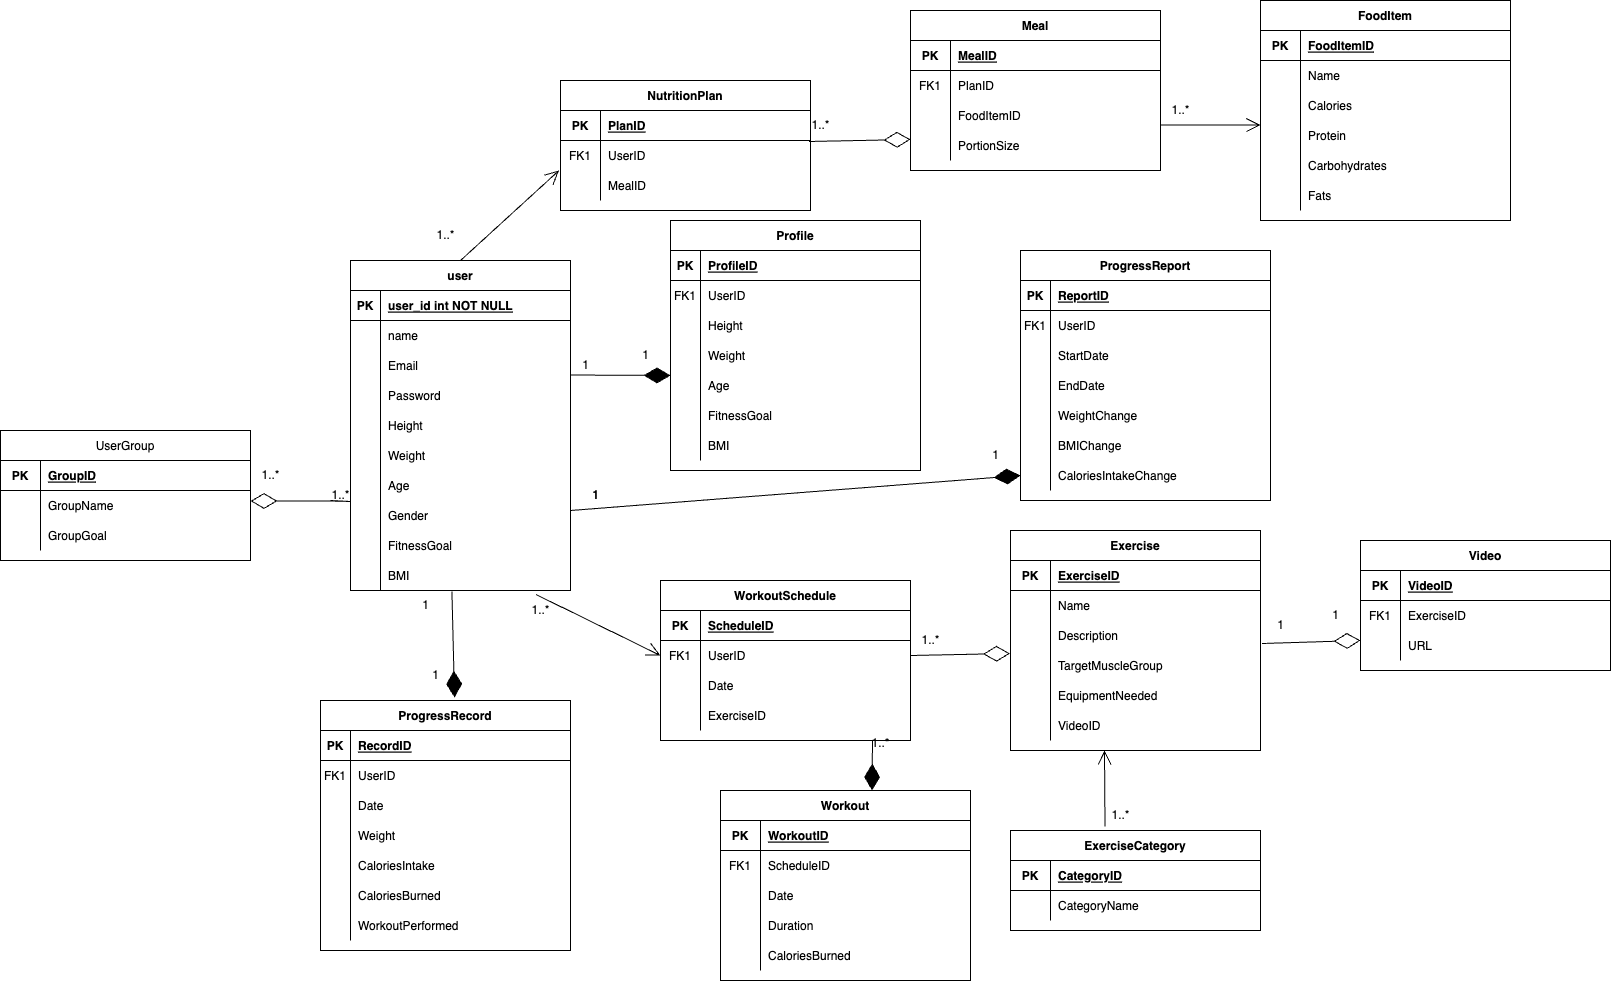 Meal
PK MealID
FK1 PlanID
FoodItemID
PortionSize
1..*
FoodItem
PK FoodItemID
Name
Calories
Protein
Carbohydrates
Fats
NutritionPlan
PK PlanID
FK1 UserID
MealID
1..*
1..*
Profile
PK ProfileID
FK1 UserID
Height
Weight
Age
FitnessGoal
BMI
1
1
user
PK user_id int NOT NULL
name
Email
Password
Height
Weight
Age
Gender
FitnessGoal
BMI
ProgressReport
PK ReportID
FK1 UserID
StartDate
EndDate
WeightChange
BMIChange
CaloriesIntakeChange
1
1
UserGroup
PK GroupID
GroupName
GroupGoal
1..*
1..*
WorkoutSchedule
PK ScheduleID
FK1 UserID
Date
ExerciseID
1..*
1..*
1..*
Exercise
PK ExerciseID
Name
Description
TargetMuscleGroup
EquipmentNeeded
VideoID
1
1
Video
PK VideoID
FK1 ExerciseID
URL
1
1
ProgressRecord
PK RecordID
FK1 UserID
Date
Weight
CaloriesIntake
CaloriesBurned
WorkoutPerformed
Workout
PK WorkoutID
FK1 ScheduleID
Date
Duration
CaloriesBurned
1..*
ExerciseCategory
PK CategoryID
CategoryName